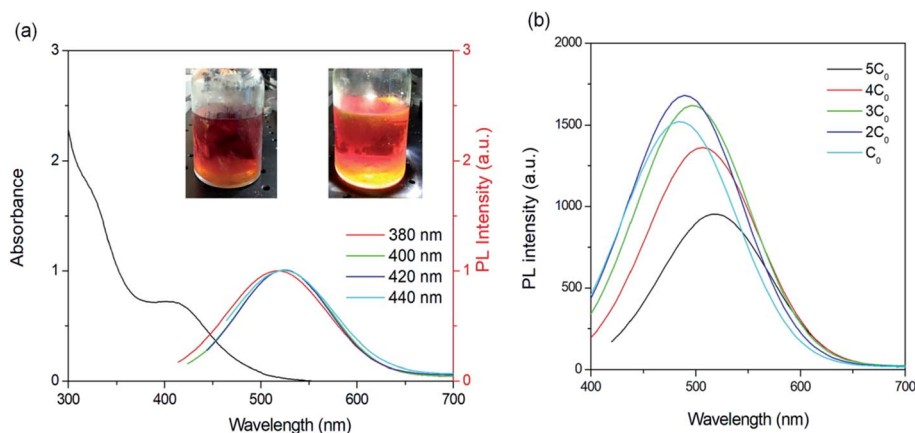 (a)
3
2
1
0
Absorbance
300
400
500
600
700
Wavelength (nm)
3
2
1
0
PL Intensity (a.u.)
380 nm
400 nm
420 nm
440 nm
(b)
2000
1500
1000
500
0
PL intensity (a.u.)
400
500
600
700
Wavelength (nm)
5C₀
4C₀
3C₀
2C₀
C₀